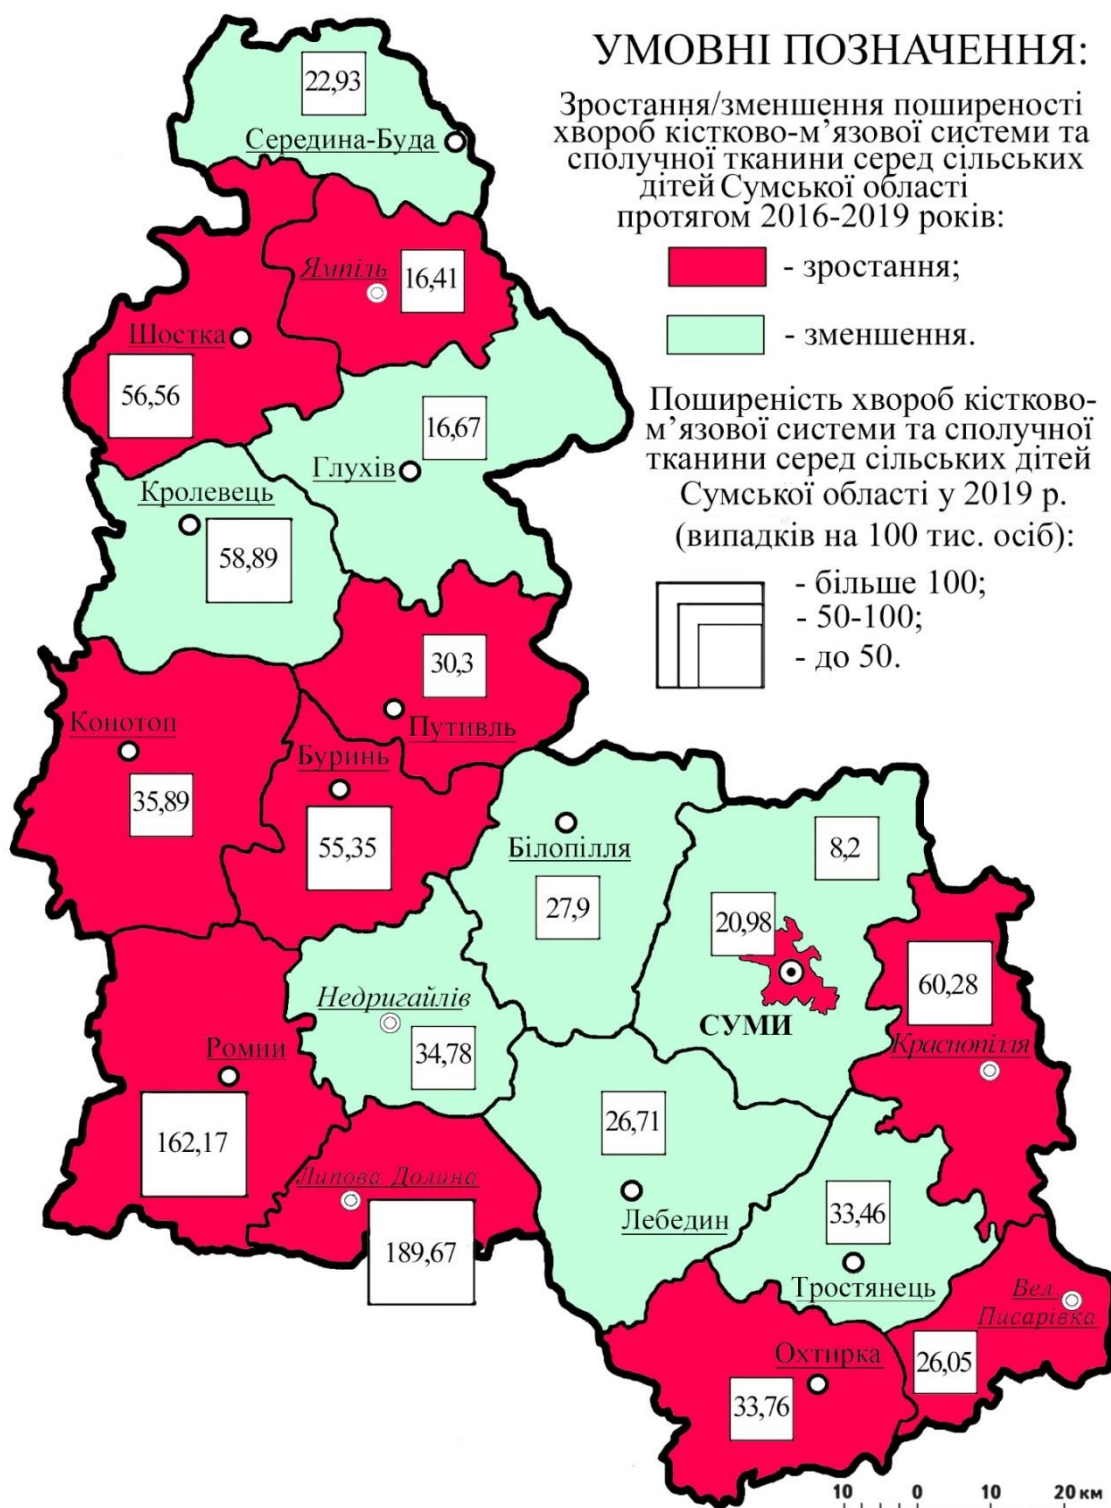 УМОВНІ ПОЗНАЧЕННЯ:
Зростання/зменшення поширеності
хвороб кістково-м’язової системи та
сполучної тканини серед сільських
дітей Сумської області
протягом 2016-2019 років:
- зростання;
- зменшення.
Поширеність хвороб кістково-
м’язової системи та сполучної
тканини серед сільських дітей
Сумської області у 2019 р.
(випадків на 100 тис. осіб):
- більше 100;
- 50-100;
- до 50.
22,93
Середина-Буда
Ямпіль
16,41
Шостка
56,56
16,67
Глухів
Кролевець
58,89
30,3
Путивль
Конотоп
35,89
Буринь
55,35
Білопілля
27,9
8,2
20,98
СУМИ
60,28
Краснопілля
Недригайлів
34,78
Ромни
162,17
Липова Долина
189,67
26,71
Лебедин
33,46
Тростянець
Вел.
Писарівка
26,05
Охтирка
33,76
10 0 10 20 км